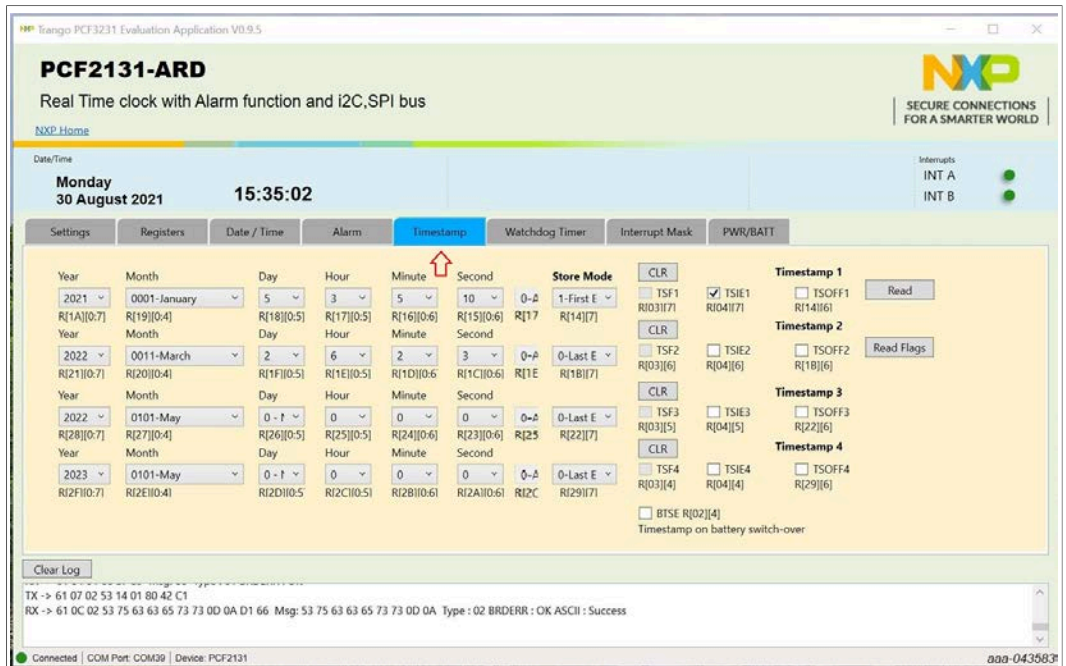 Trango PCF3231 Evaluation Application V0.9.5
PCF2131-ARD
Real Time clock with Alarm function and i2C,SPI bus
NXP Home
NXP
SECURE CONNECTIONS
FOR A SMARTER WORLD
Date/Time
Monday
30 August 2021
15:35:02
Interrupts
INT A
INT B
Settings Registers Date / Time Alarm Timestamp Watchdog Timer Interrupt Mask PWR/BATT
Year Month Day Hour Minute Second Store Mode CLR Timestamp 1
2021 0001-January 5 3 5 10 0-A 1-First E TSF1 TSIE1 TSOFF1 Read
R[1A][0:7] R[19][0:4] R[18][0:5] R[17][0:5] R[16][0:6] R[15][0:6] R[17 R[14][7] R[03][7] R[04][7] R[14][6]
Year Month Day Hour Minute Second CLR Timestamp 2
2022 0011-March 2 6 2 3 0-A 0-Last E TSF2 TSIE2 TSOFF2 Read Flags
R[21][0:7] R[20][0:4] R[1F][0:5] R[1E][0:5] R[1D][0:6 R[1C][0:6] R[1E R[1B][7] R[03][6] R[04][6] R[1B][6]
Year Month Day Hour Minute Second CLR Timestamp 3
2022 0101-May 0 0 0 0-A 0-Last E TSF3 TSIE3 TSOFF3
R[28][0:7] R[27][0:4] R[26][0:5] R[25][0:5] R[24][0:6] R[23][0:6] R[25 R[22][7] R[03][5] R[04][5] R[22][6]
Year Month Day Hour Minute Second CLR Timestamp 4
2023 0101-May 0 0 0 0-A 0-Last E TSF4 TSIE4 TSOFF4
R[2F][0:7] R[2E][0:4] R[2D][0:5 R[2C][0:5] R[2B][0:6] R[2A][0:6] R[2C R[29][7] R[03][4] R[04][4] R[29][6]
BTSE R[02][4]
Timestamp on battery switch-over
Clear Log
TX -> 61 07 02 53 14 01 80 42 C1
RX -> 61 0C 02 53 75 63 63 65 73 73 0D 0A D1 66 Msg: 53 75 63 63 65 73 73 0D 0A Type : 02 BRDERR : OK ASCII : Success
Connected COM Port: COM39 Device: PCF2131
aaa-043583